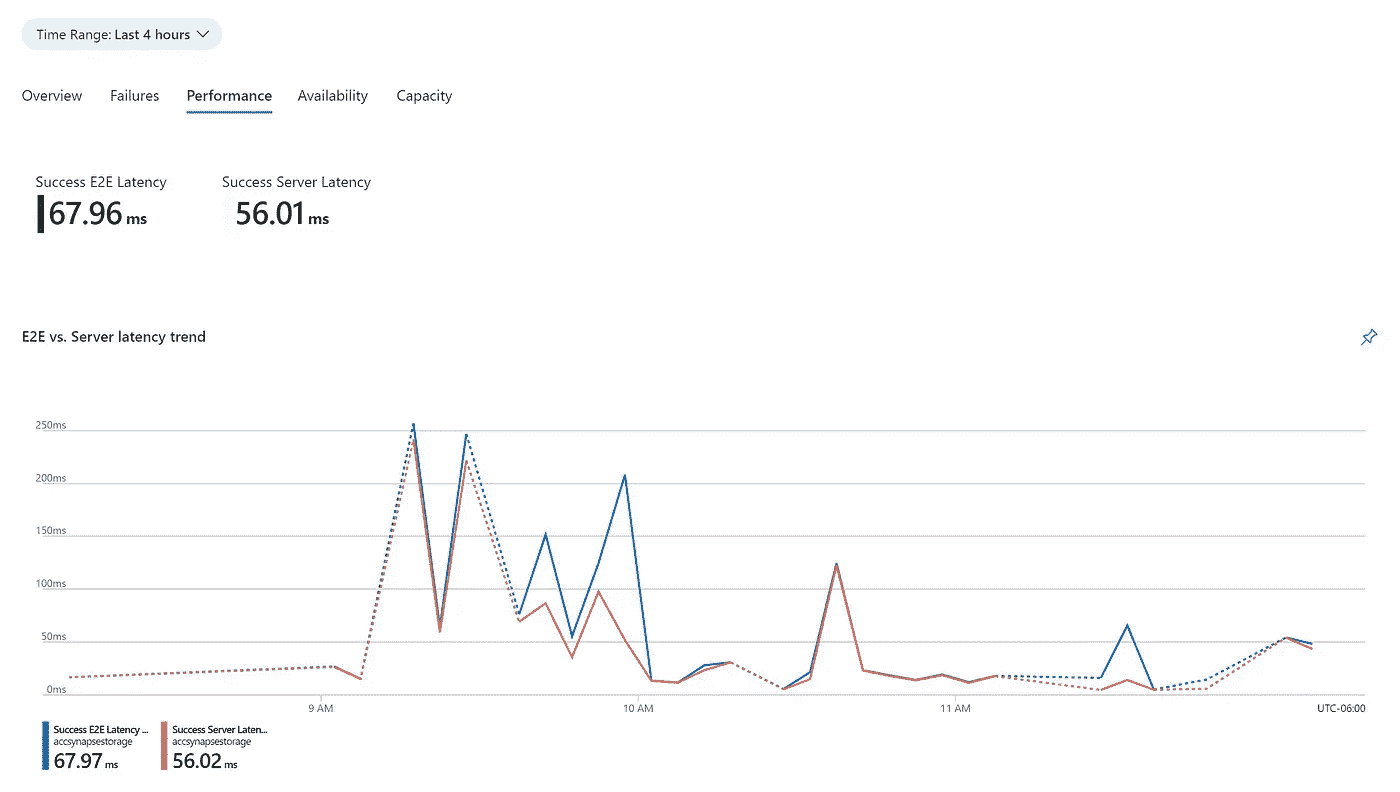 Time Range: Last 4 hours
Overview Failures Performance Availability Capacity
Success E2E Latency Success Server Latency
67.96 ms 56.01 ms
E2E vs. Server latency trend
250ms
200ms
150ms
100ms
50ms
0ms
9 AM 10 AM 11 AM UTC-06:00
Success E2E Latency ... Success Server Laten...
accsynapsestorage accsynapsestorage
67.97 ms 56.02 ms